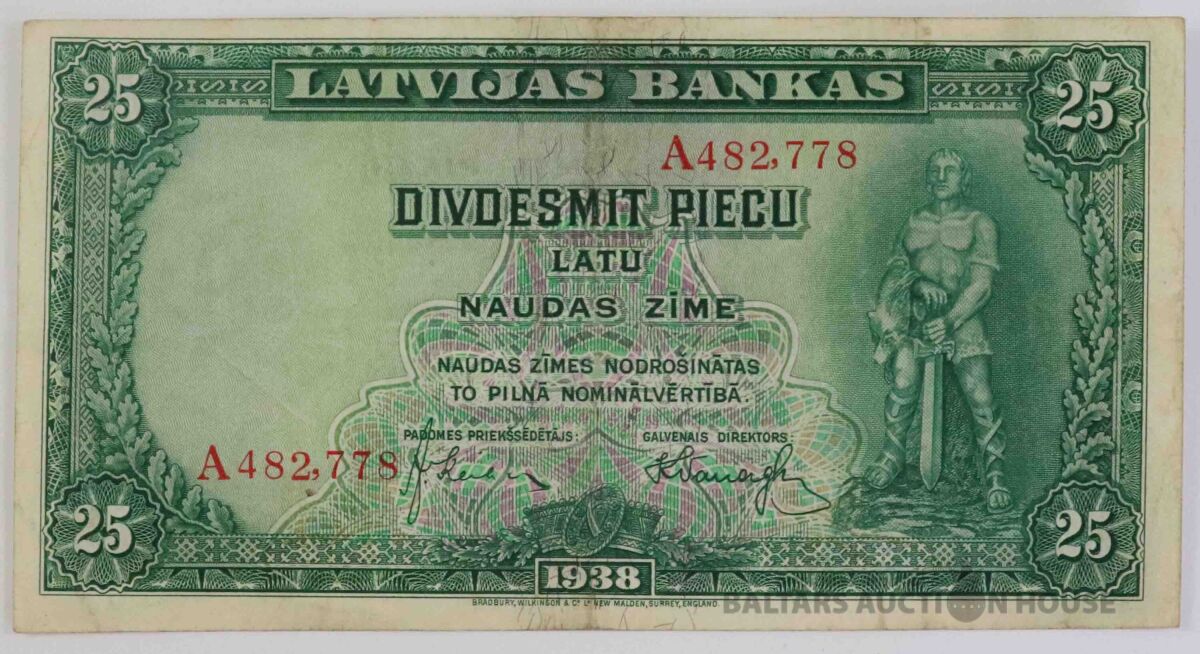 25 LATVIJAS BANKAS 25
A482,778
DIVDESMIT PIECU
LATU
NAUDAS ZĪME.
NAUDAS ZĪMES NODROŠINĀTAS
TO PILNĀ NOMINĀLVĒRTĪBĀ.
PADOMES PRIEKŠSĒDĒTĀJS: GALVENAIS DIREKTORS:
A482,778
25 1938 25
BRADBURY, WILKINSON & Cº Lᴰ NEW MALDEN, SURREY, ENGLAND.
BALTARS AUCTION HOUSE